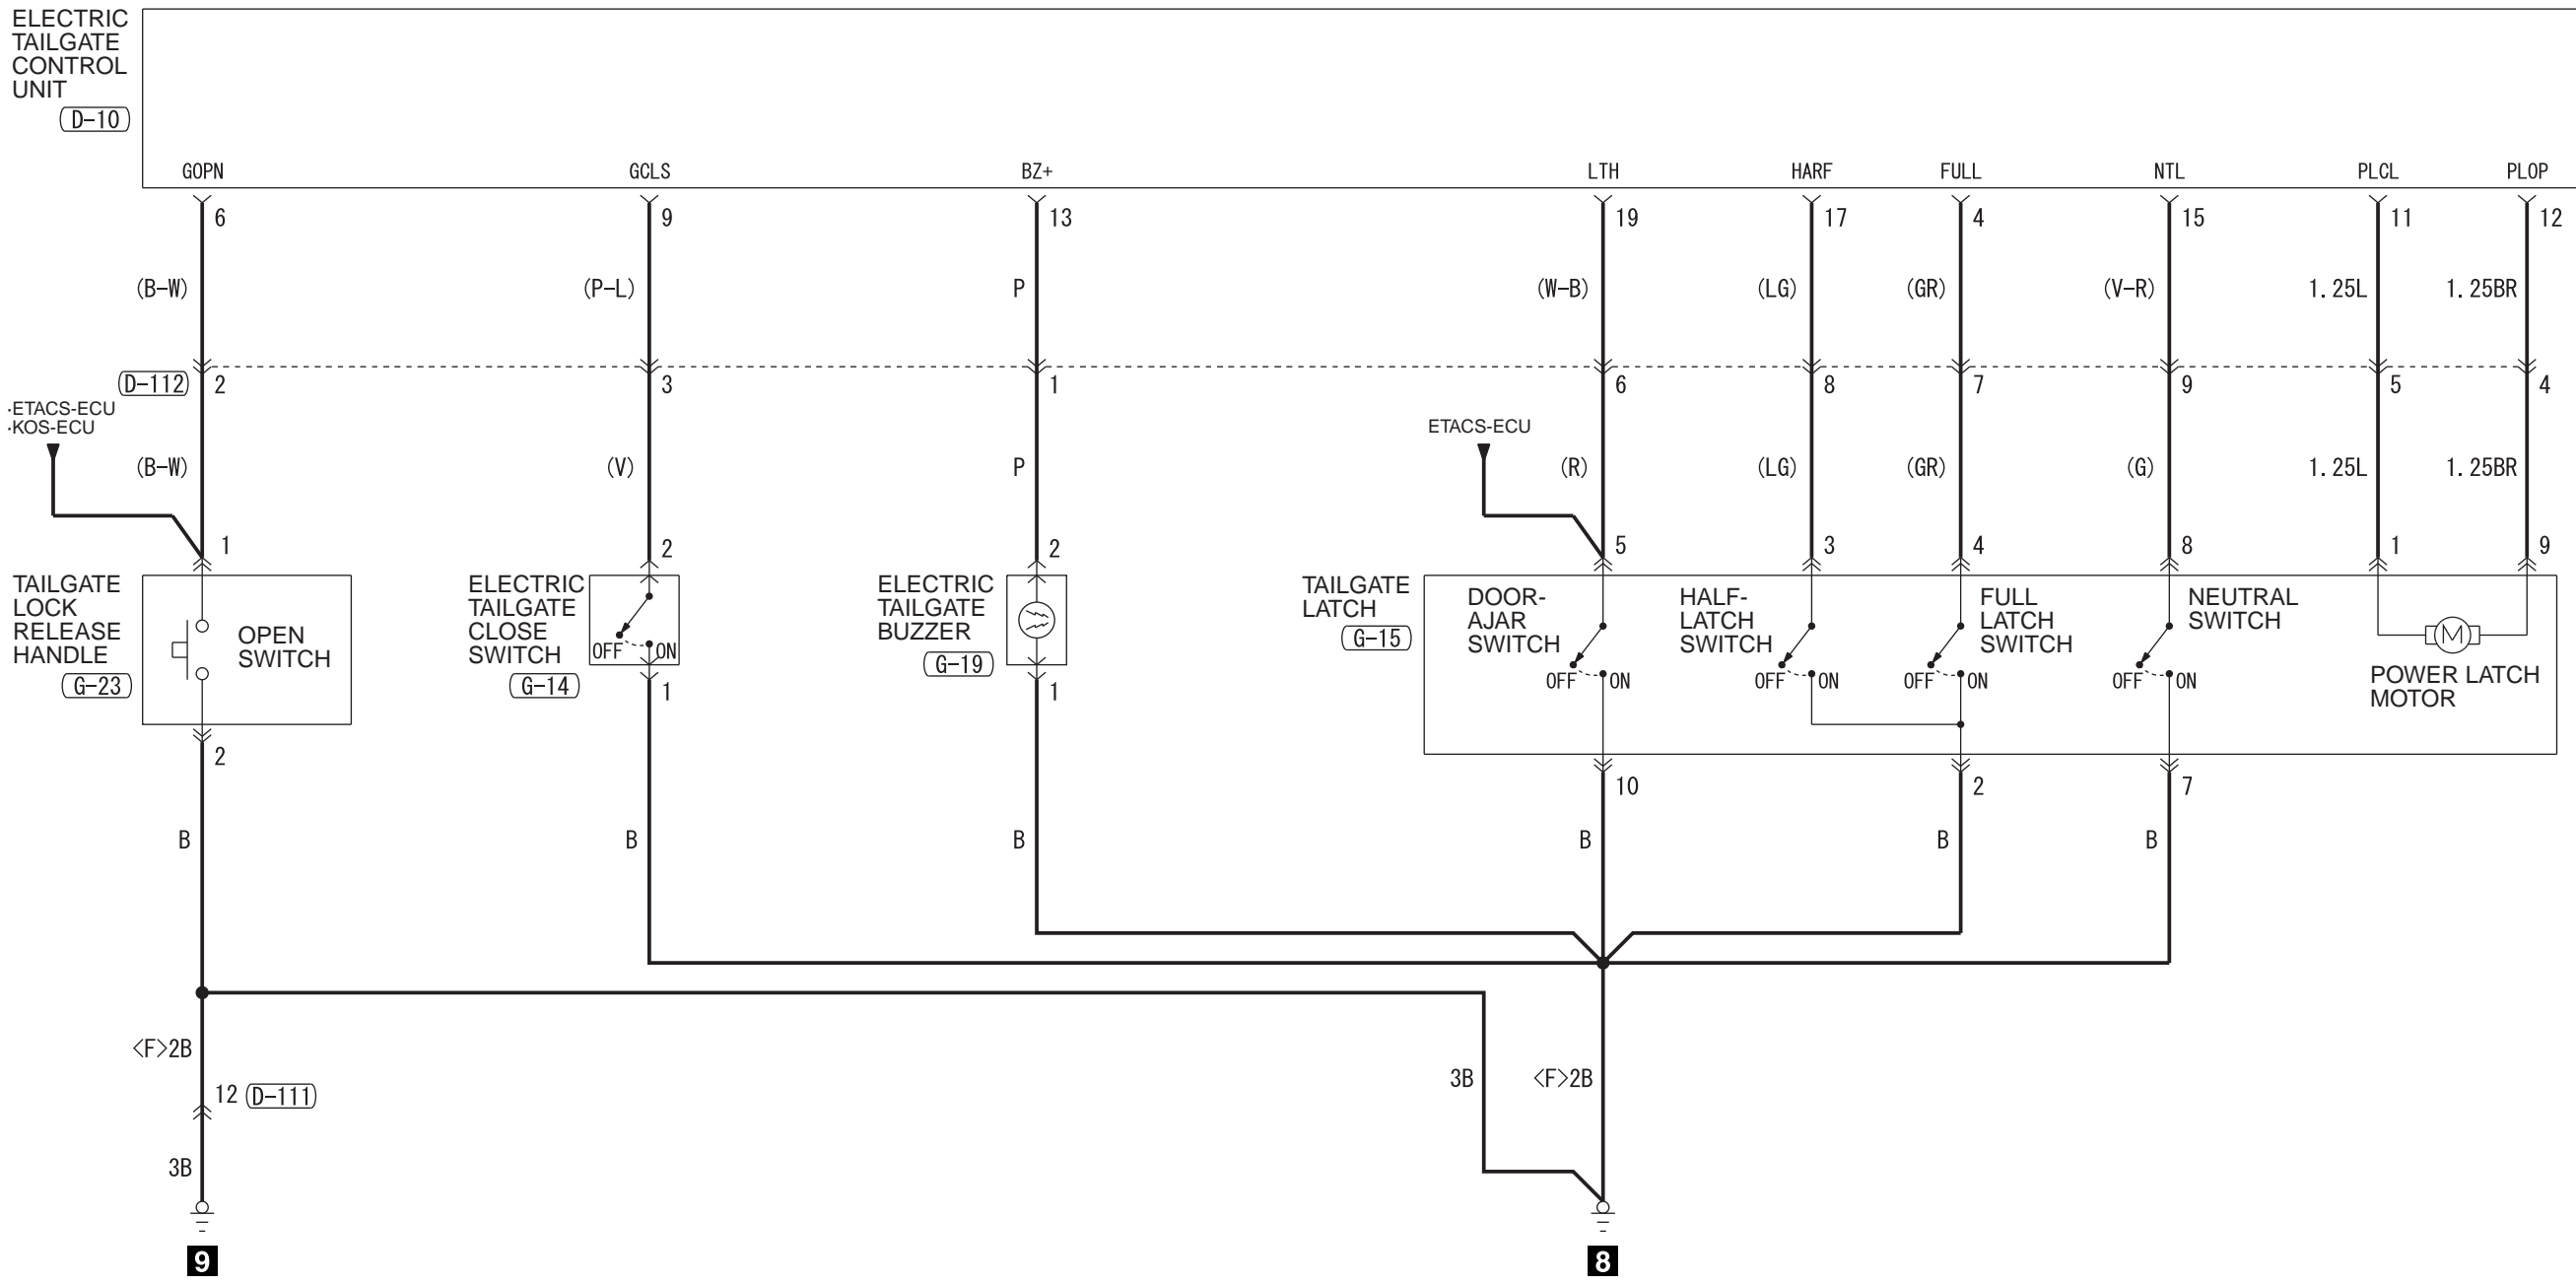 ELECTRIC
TAILGATE
CONTROL
UNIT
D-10
GOPN GCLS BZ+ LTH HARF FULL NTL PLCL PLOP
6 9 13 19 17 4 15 11 12
(B-W) (P-L) P (W-B) (LG) (GR) (V-R) 1.25L 1.25BR
D-112 2 3 1 6 8 7 9 5 4
·ETACS-ECU
·KOS-ECU
ETACS-ECU
(B-W) (V) P (R) (LG) (GR) (G) 1.25L 1.25BR
1 2 2 5 3 4 8 1 9
TAILGATE
LOCK
RELEASE
HANDLE
G-23
OPEN
SWITCH
ELECTRIC
TAILGATE
CLOSE
SWITCH
G-14
OFF ON
ELECTRIC
TAILGATE
BUZZER
G-19
TAILGATE
LATCH
G-15
DOOR-
AJAR
SWITCH
OFF ON
HALF-
LATCH
SWITCH
OFF ON
FULL
LATCH
SWITCH
OFF ON
NEUTRAL
SWITCH
OFF ON
M
POWER LATCH
MOTOR
2 1 1 10 2 7
B B B B B B
<F>2B
12 D-111
3B
3B <F>2B
9 8